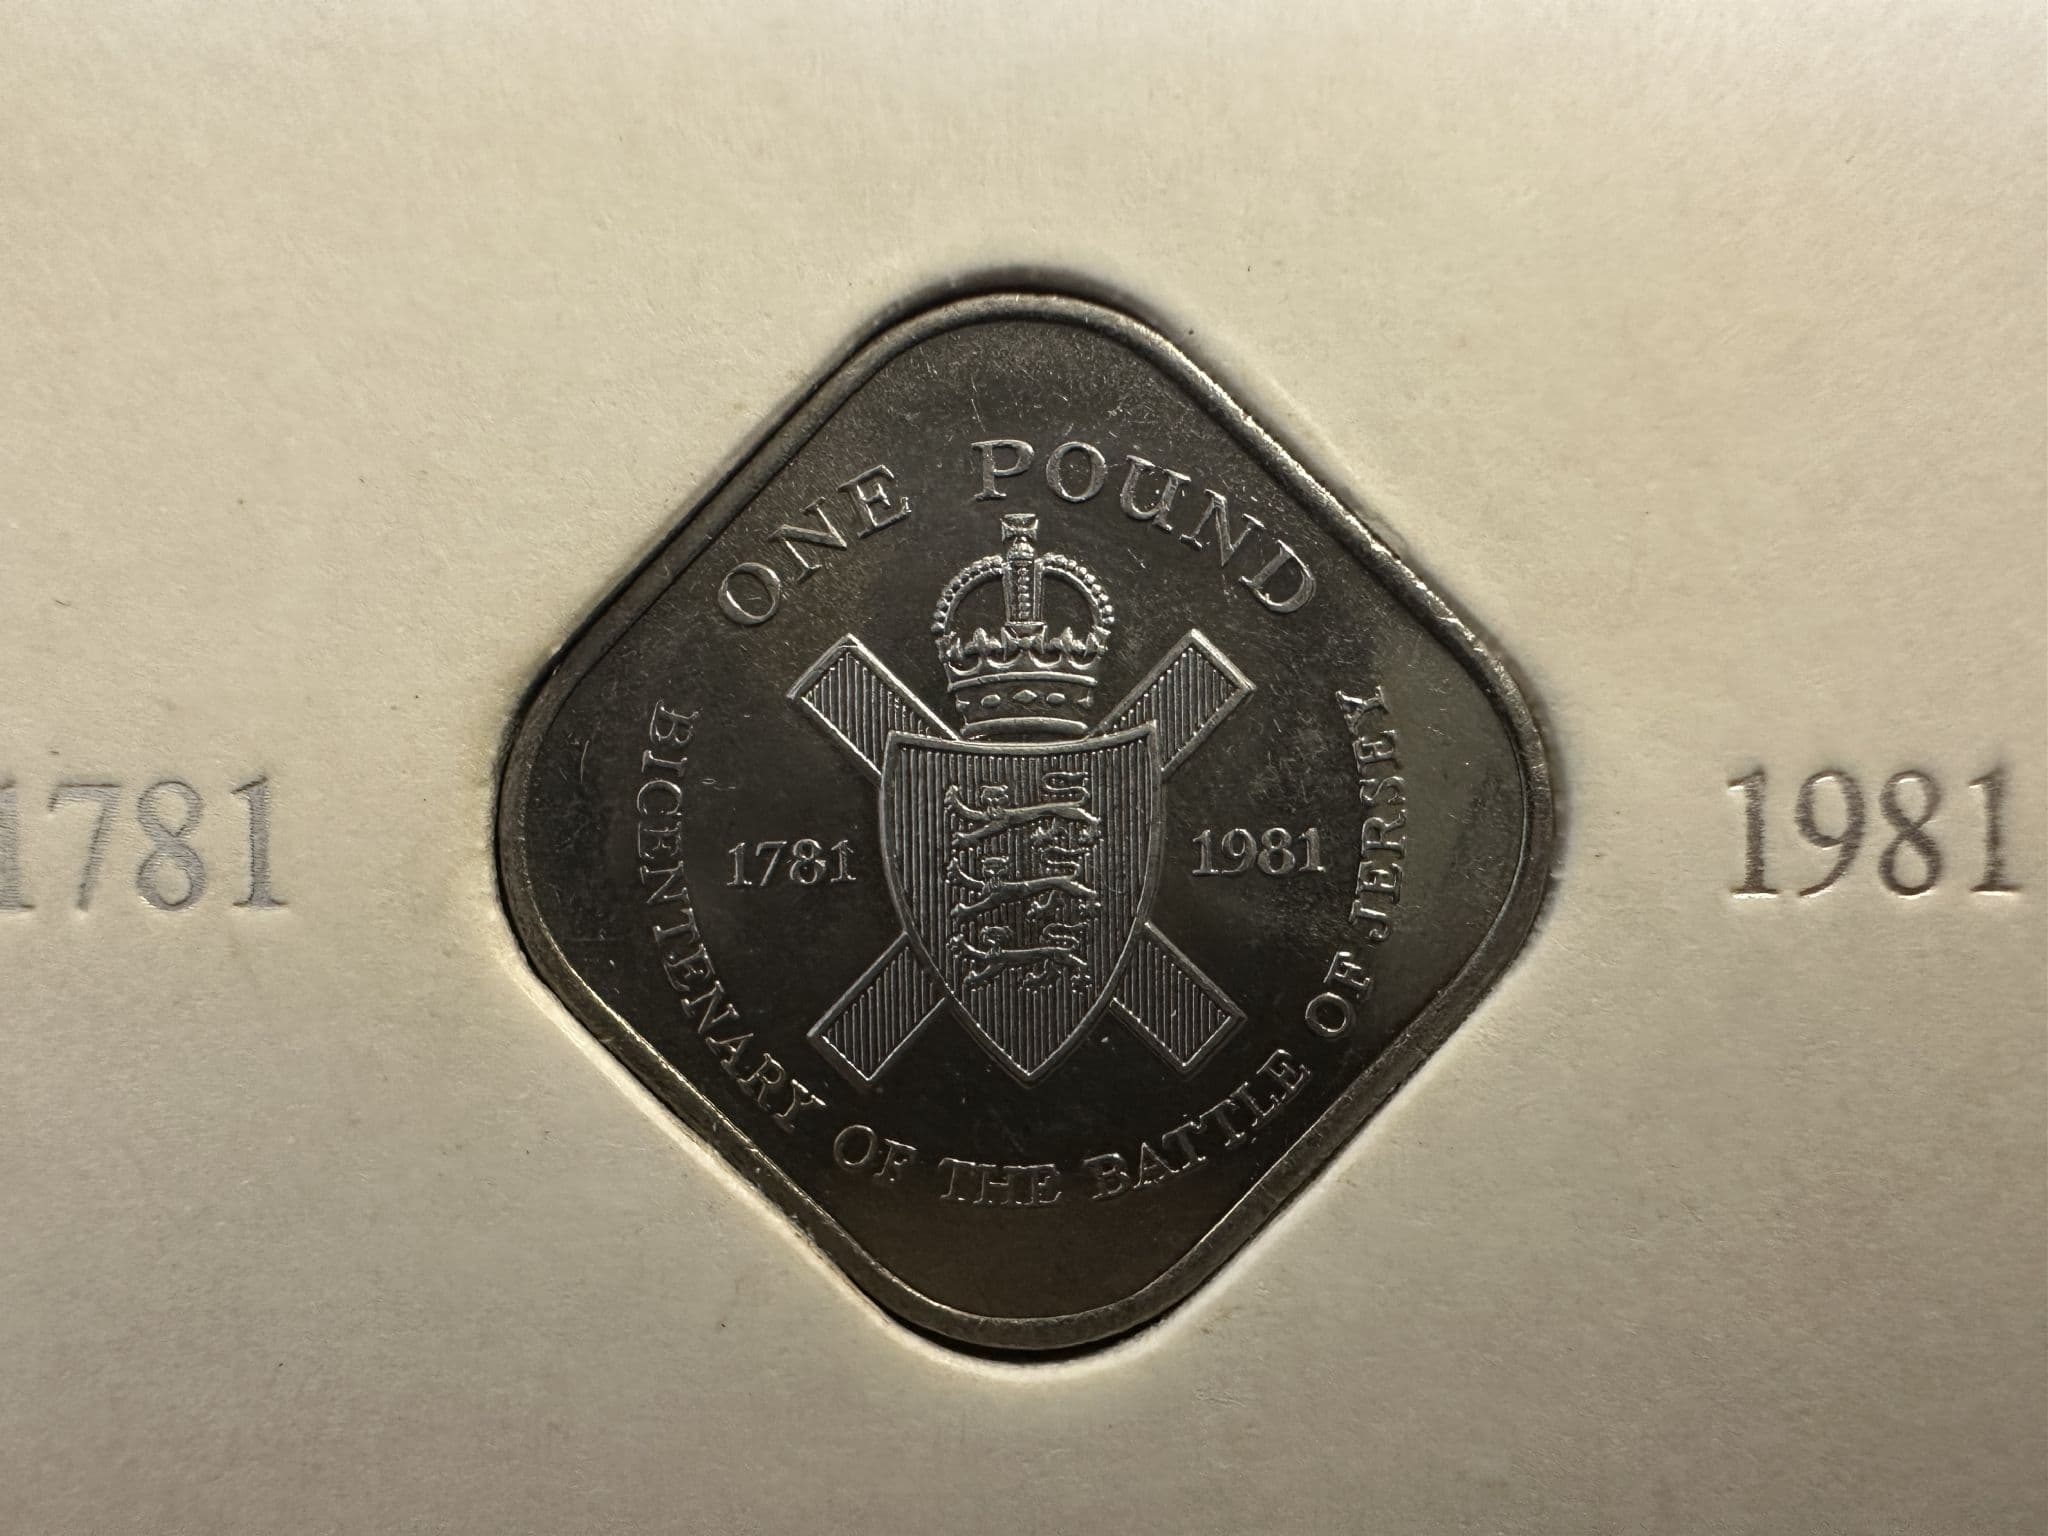 ONE POUND
1781
1781
1981
1981
BICENTENARY OF THE BATTLE OF JERSEY